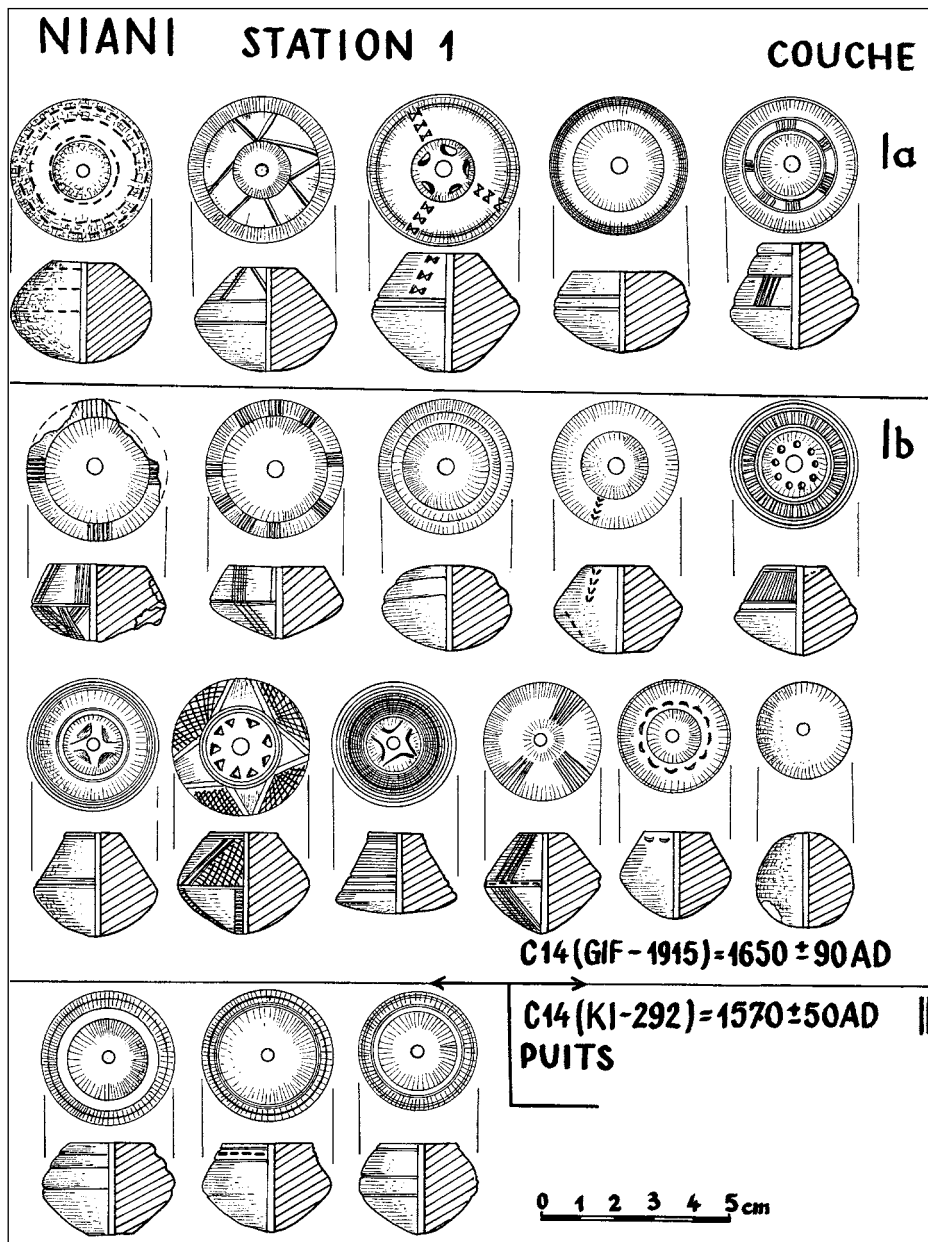 NIANI STATION 1 COUCHE
Ia
Ib
C14 (GIF-1915) = 1650 ± 90 AD
C14 (KI-292) = 1570 ± 50 AD II
PUITS
0 1 2 3 4 5 cm